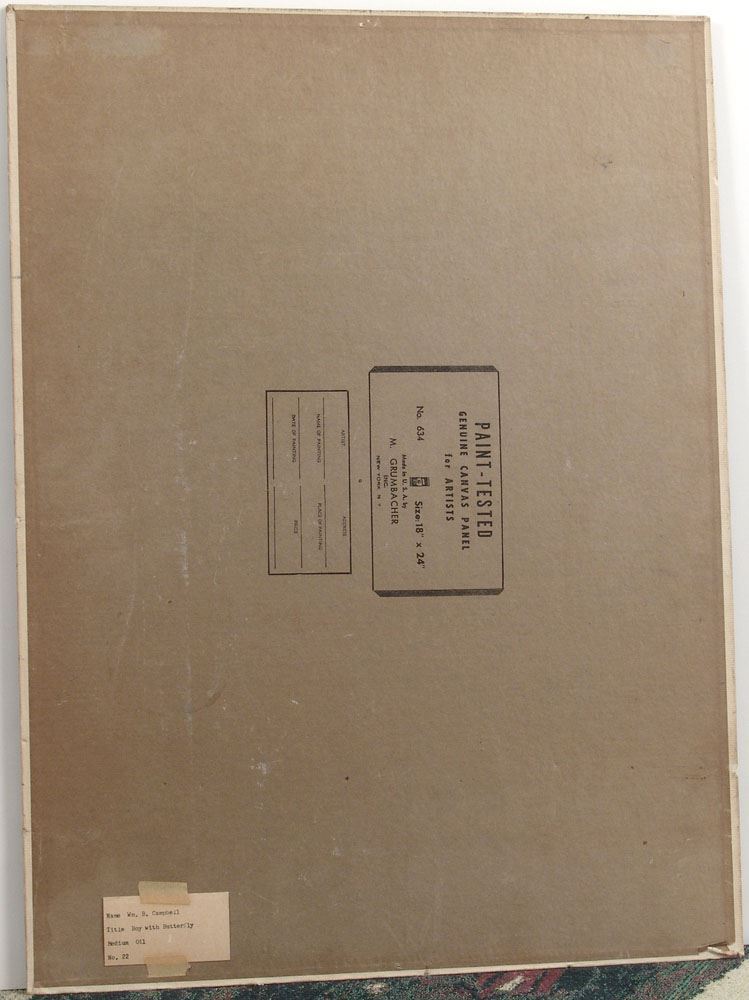 PAINT-TESTED
GENUINE CANVAS PANEL
for ARTISTS
No. 634 Size: 18" x 24"
Made in U. S. A. by
M. GRUMBACHER
INC.
NEW YORK N Y
ARTIST ADDRESS
NAME OF PAINTING PLACE OF PAINTING
DATE OF PAINTING PRICE
Name Wm. B. Campbell
Title Boy with Butterfly
Medium Oil
No. 22